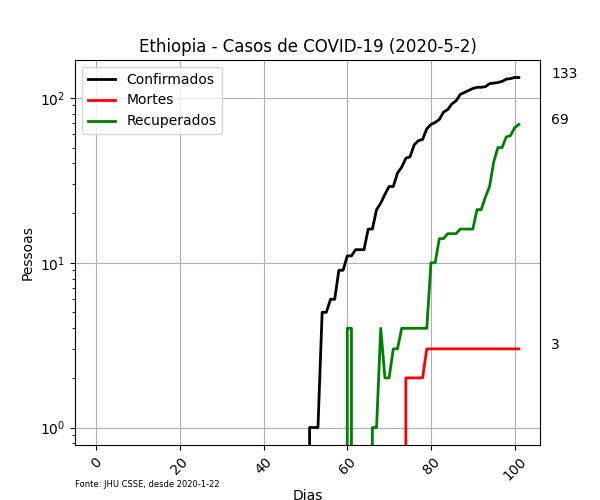 Ethiopia - Casos de COVID-19 (2020-5-2)
Confirmados
Mortes
Recuperados
133
69
3
10²
10¹
10⁰
Pessoas
0 20 40 60 80 100
Fonte: JHU CSSE, desde 2020-1-22
Dias